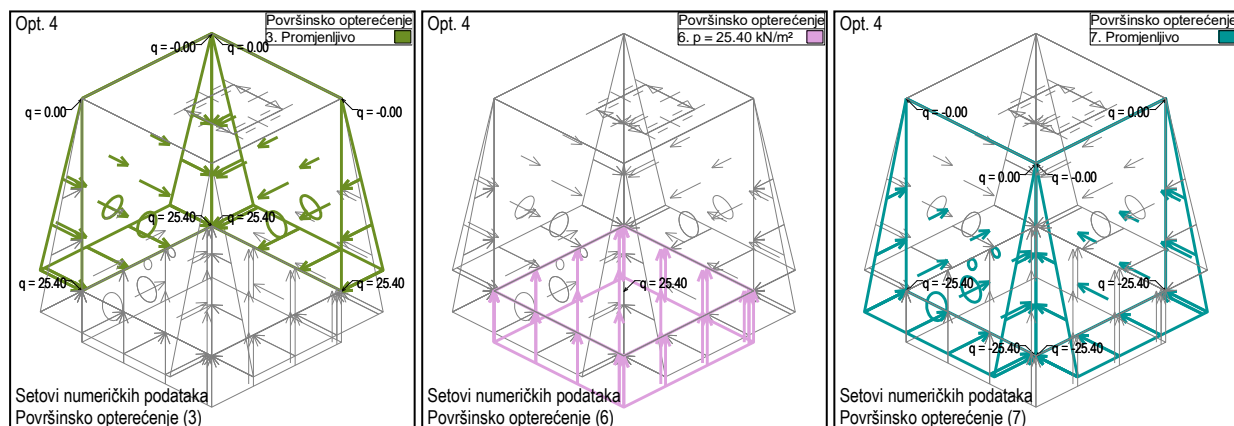 Opt. 4
Površinsko opterećenje
3. Promjenljivo
q = -0.00
q = 0.00
q = 0.00
q = -0.00
q = 25.40
q = 25.40
q = 25.40
q = 25.40
Setovi numeričkih podataka
Površinsko opterećenje (3)
Opt. 4
Površinsko opterećenje
6. p = 25.40 kN/m²
q = 25.40
Setovi numeričkih podataka
Površinsko opterećenje (6)
Opt. 4
Površinsko opterećenje
7. Promjenljivo
q = -0.00
q = 0.00
q = 0.00
q = -0.00
q = -25.40
q = -25.40
q = -25.40
q = -25.40
Setovi numeričkih podataka
Površinsko opterećenje (7)